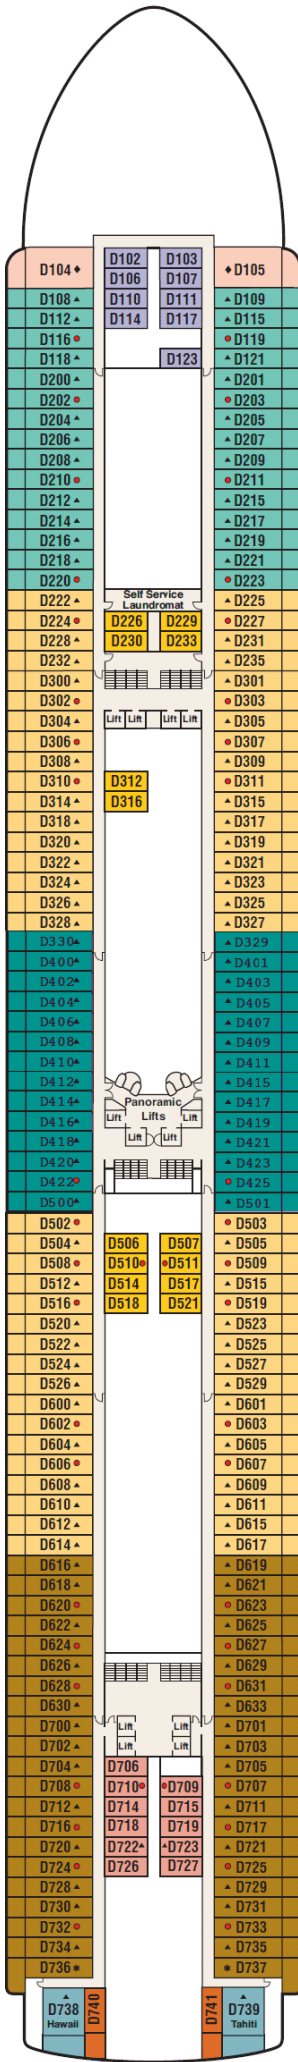 D102 D103
D104 ♦ D106 D107 ♦ D105
D108 ▲ D110 D111 ▲ D109
D112 ▲ D114 D117 ▲ D115
D116 ● ● D119
D118 ▲ D123 ▲ D121
D200 ▲ ▲ D201
D202 ● ● D203
D204 ▲ ▲ D205
D206 ▲ ▲ D207
D208 ▲ ▲ D209
D210 ● ● D211
D212 ▲ ▲ D215
D214 ▲ ▲ D217
D216 ▲ ▲ D219
D218 ▲ ▲ D221
D220 ● ● D223
D222 ▲ Self Service ▲ D225
Laundromat
D224 ● D226 D229 ● D227
D228 ▲ D230 D233 ▲ D231
D232 ▲ ▲ D235
D300 ▲ ▲ D301
D302 ● ● D303
D304 ▲ Lift Lift Lift Lift ▲ D305
D306 ● ● D307
D308 ▲ ▲ D309
D310 ● D312 ● D311
D314 ▲ D316 ▲ D315
D318 ▲ ▲ D317
D320 ▲ ▲ D319
D322 ▲ ▲ D321
D324 ▲ ▲ D323
D326 ▲ ▲ D325
D328 ▲ ▲ D327
D330▲ ▲ D329
D400▲ ▲ D401
D402▲ ▲ D403
D404▲ ▲ D405
D406▲ ▲ D407
D408▲ ▲ D409
D410▲ ▲ D411
D412▲ ▲ D415
D414▲ Panoramic ▲ D417
Lifts
D416▲ Lift Lift ▲ D419
D418▲ Lift Lift ▲ D421
D420▲ ▲ D423
D422● ● D425
D500▲ ▲ D501
D502 ● ● D503
D504 ▲ D506 D507 ▲ D505
D508 ● D510● ●D511 ● D509
D512 ▲ D514 D517 ▲ D515
D516 ● D518 D521 ● D519
D520 ▲ ▲ D523
D522 ▲ ▲ D525
D524 ▲ ▲ D527
D526 ▲ ▲ D529
D600 ▲ ▲ D601
D602 ● ● D603
D604 ▲ ▲ D605
D606 ● ● D607
D608 ▲ ▲ D609
D610 ▲ ▲ D611
D612 ▲ ▲ D615
D614 ▲ ▲ D617
D616 ▲ ▲ D619
D618 ▲ ▲ D621
D620 ● ● D623
D622 ▲ ▲ D625
D624 ● ● D627
D626 ▲ ▲ D629
D628 ● ● D631
D630 ▲ ▲ D633
D700 ▲ Lift Lift ▲ D701
D702 ▲ Lift Lift ▲ D703
D704 ▲ D706 ▲ D705
D708 ● D710● ●D709 ● D707
D712 ▲ D714 D715 ▲ D711
D716 ● D718 D719 ● D717
D720 ▲ D722▲ ▲D723 ▲ D721
D724 ● D726 D727 ● D725
D728 ▲ ▲ D729
D730 ▲ ▲ D731
D732 ● ● D733
D734 ▲ ▲ D735
D736 * * D737
D738 D740 D741 D739
Hawaii Tahiti